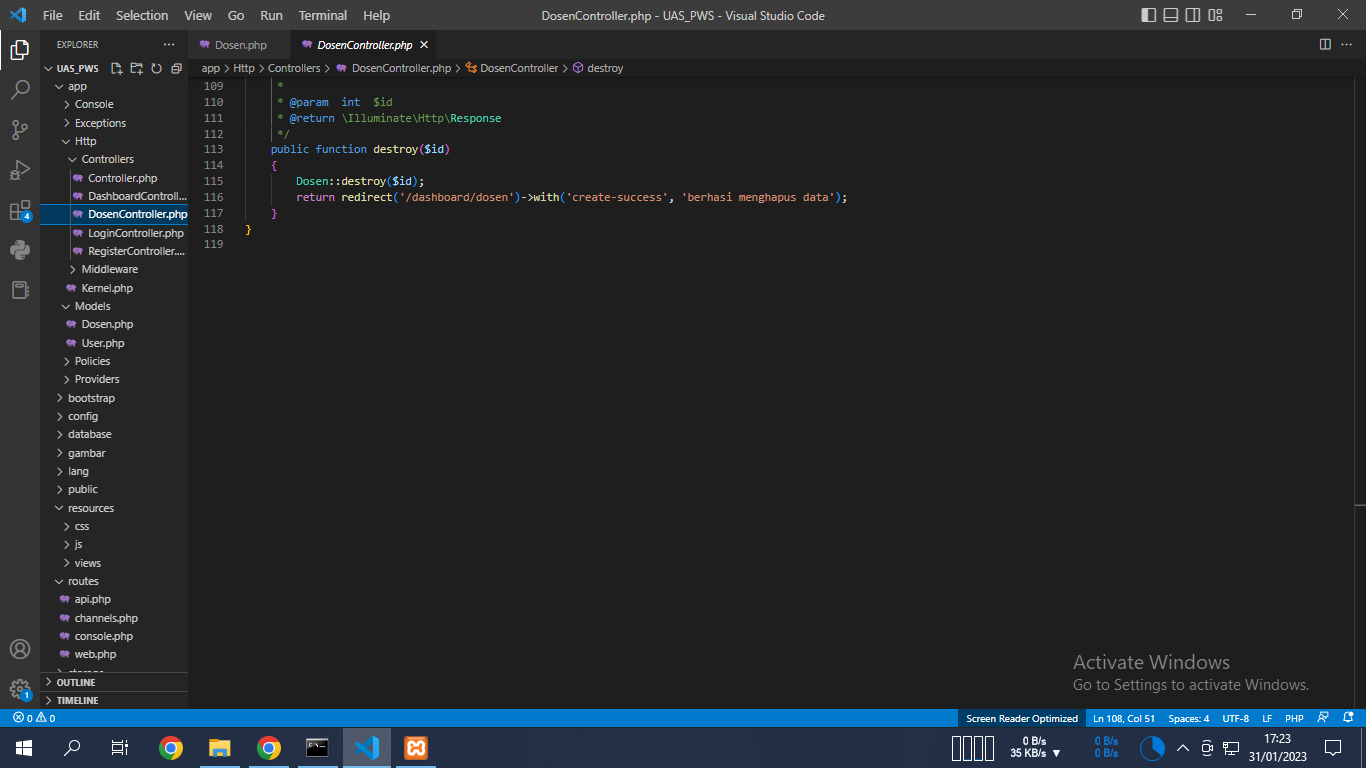 File Edit Selection View Go Run Terminal Help DosenController.php - UAS_PWS - Visual Studio Code
EXPLORER
UAS_PWS
app
Console
Exceptions
Http
Controllers
Controller.php
DashboardControll...
DosenController.php
LoginController.php
RegisterController....
Middleware
Kernel.php
Models
Dosen.php
User.php
Policies
Providers
bootstrap
config
database
gambar
lang
public
resources
css
js
views
routes
api.php
channels.php
console.php
web.php
OUTLINE
TIMELINE
4
1
Dosen.php DosenController.php
app > Http > Controllers > DosenController.php > DosenController > destroy
109 *
110 * @param int $id
111 * @return \Illuminate\Http\Response
112 */
113 public function destroy($id)
114 {
115 Dosen::destroy($id);
116 return redirect('/dashboard/dosen')->with('create-success', 'berhasi menghapus data');
117 }
118 }
119
Activate Windows
Go to Settings to activate Windows.
0 0 Screen Reader Optimized Ln 108, Col 51 Spaces: 4 UTF-8 LF PHP
0 B/s 0 B/s 17:23
35 KB/s 0 B/s 31/01/2023